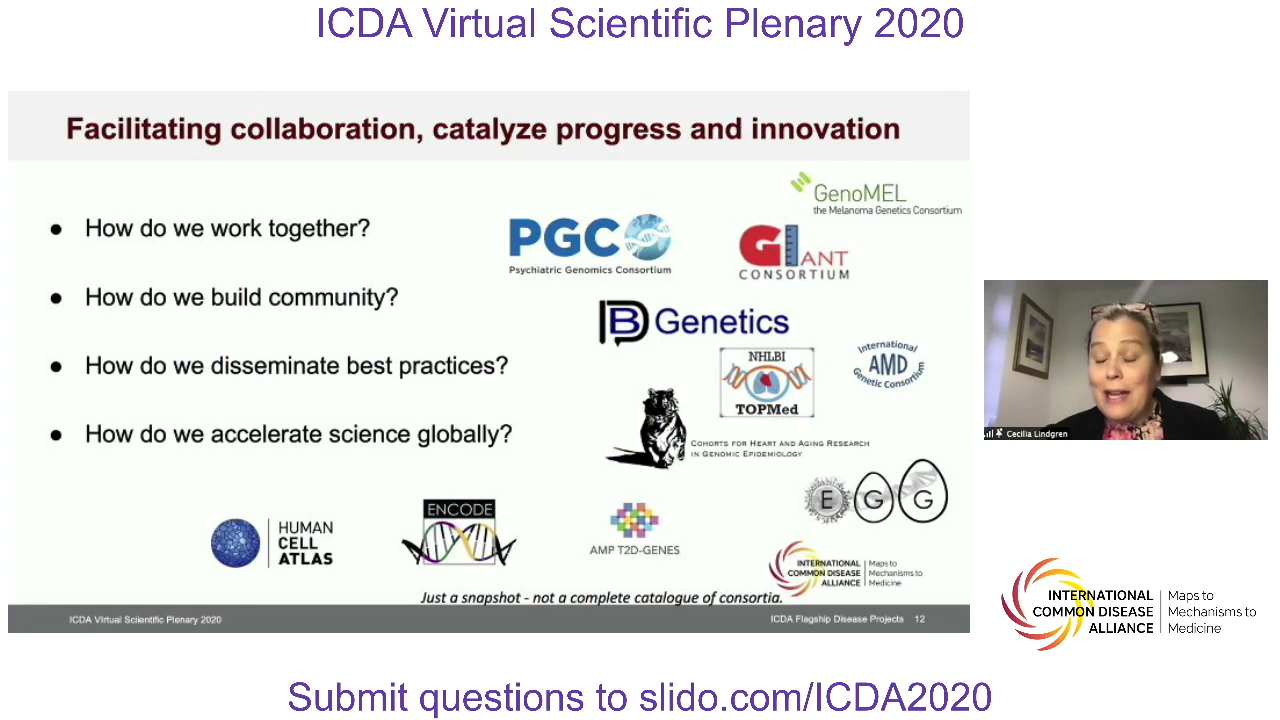 ICDA Virtual Scientific Plenary 2020
Facilitating collaboration, catalyze progress and innovation
● How do we work together?
● How do we build community?
● How do we disseminate best practices?
● How do we accelerate science globally?
GenoMEL
the Melanoma Genetics Consortium
PGC
Psychiatric Genomics Consortium
GIANT
CONSORTIUM
IBD Genetics
NHLBI
TOPMed
International
AMD
Genetic Consortium
COHORTS FOR HEART AND AGING RESEARCH
IN GENOMIC EPIDEMIOLOGY
E G G
HUMAN
CELL
ATLAS
ENCODE
AMP T2D-GENES
INTERNATIONAL
COMMON DISEASE
ALLIANCE
Maps to
Mechanisms to
Medicine
Just a snapshot - not a complete catalogue of consortia.
ICDA VIrtual Scientific Plenary 2020
ICDA Flagship Disease Projects 12
Cecilia Lindgren
INTERNATIONAL
COMMON DISEASE
ALLIANCE
Maps to
Mechanisms to
Medicine
Submit questions to slido.com/ICDA2020